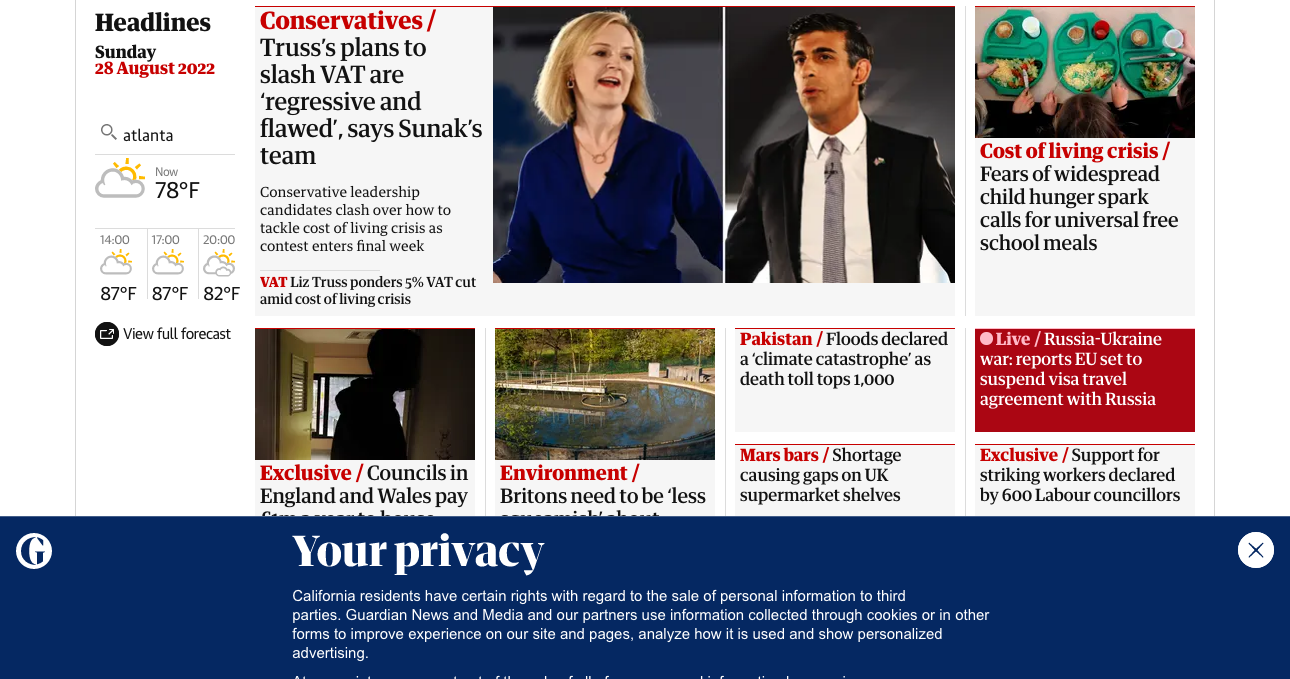 Headlines
Sunday
28 August 2022
atlanta
Now
78°F
14:00
17:00
20:00
87°F
87°F
82°F
View full forecast
Conservatives /
Truss’s plans to
slash VAT are
‘regressive and
flawed’, says Sunak’s
team
Conservative leadership
candidates clash over how to
tackle cost of living crisis as
contest enters final week
VAT Liz Truss ponders 5% VAT cut
amid cost of living crisis
Cost of living crisis /
Fears of widespread
child hunger spark
calls for universal free
school meals
Exclusive / Councils in
England and Wales pay
Environment /
Britons need to be ‘less
Pakistan / Floods declared
a ‘climate catastrophe’ as
death toll tops 1,000
Mars bars / Shortage
causing gaps on UK
supermarket shelves
Live / Russia-Ukraine
war: reports EU set to
suspend visa travel
agreement with Russia
Exclusive / Support for
striking workers declared
by 600 Labour councillors
Your privacy
California residents have certain rights with regard to the sale of personal information to third
parties. Guardian News and Media and our partners use information collected through cookies or in other
forms to improve experience on our site and pages, analyze how it is used and show personalized
advertising.